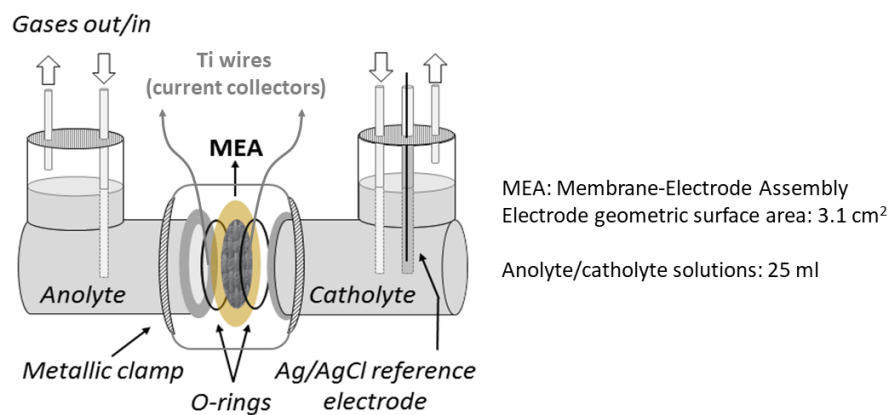 Gases out/in
Ti wires
(current collectors)
MEA
Anolyte
Catholyte
Metallic clamp
O-rings
Ag/AgCl reference
electrode
MEA: Membrane-Electrode Assembly
Electrode geometric surface area: 3.1 cm²
Anolyte/catholyte solutions: 25 ml